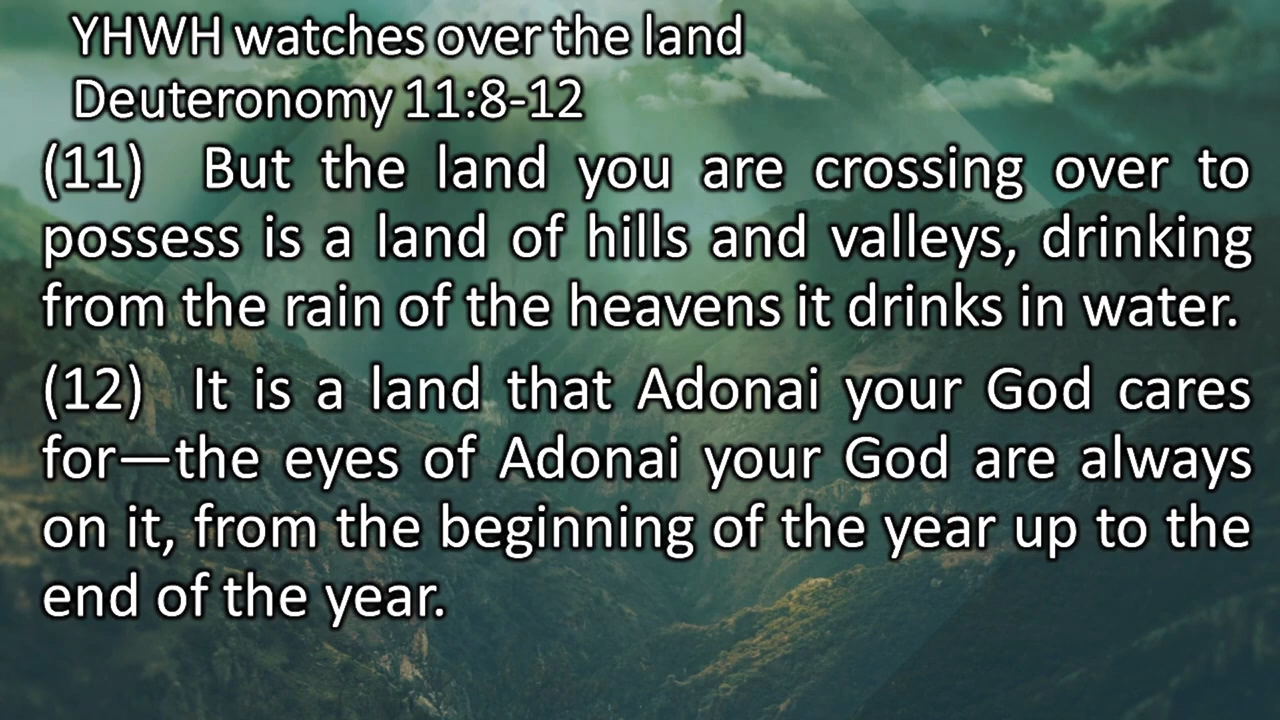 YHWH watches over the land
Deuteronomy 11:8-12
(11) But the land you are crossing over to
possess is a land of hills and valleys, drinking
from the rain of the heavens it drinks in water.
(12) It is a land that Adonai your God cares
for—the eyes of Adonai your God are always
on it, from the beginning of the year up to the
end of the year.